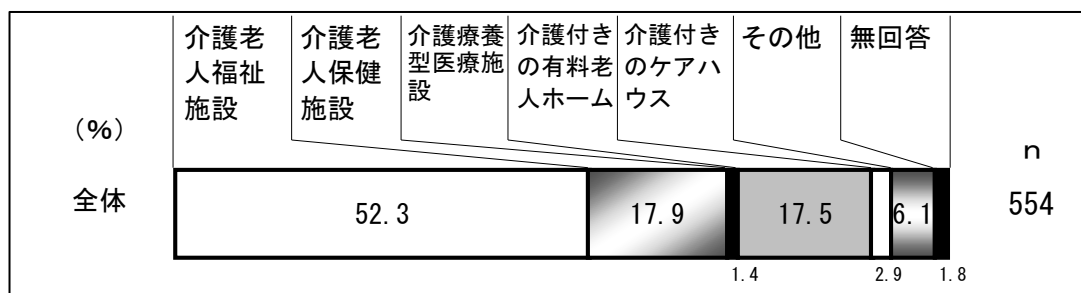 介護老
人福祉
施設
介護老
人保健
施設
介護療養
型医療施
設
介護付き
の有料老
人ホーム
介護付き
のケアハ
ウス
その他
無回答
（%）
n
全体
52.3
17.9
17.5
6.1
554
1.4
2.9
1.8